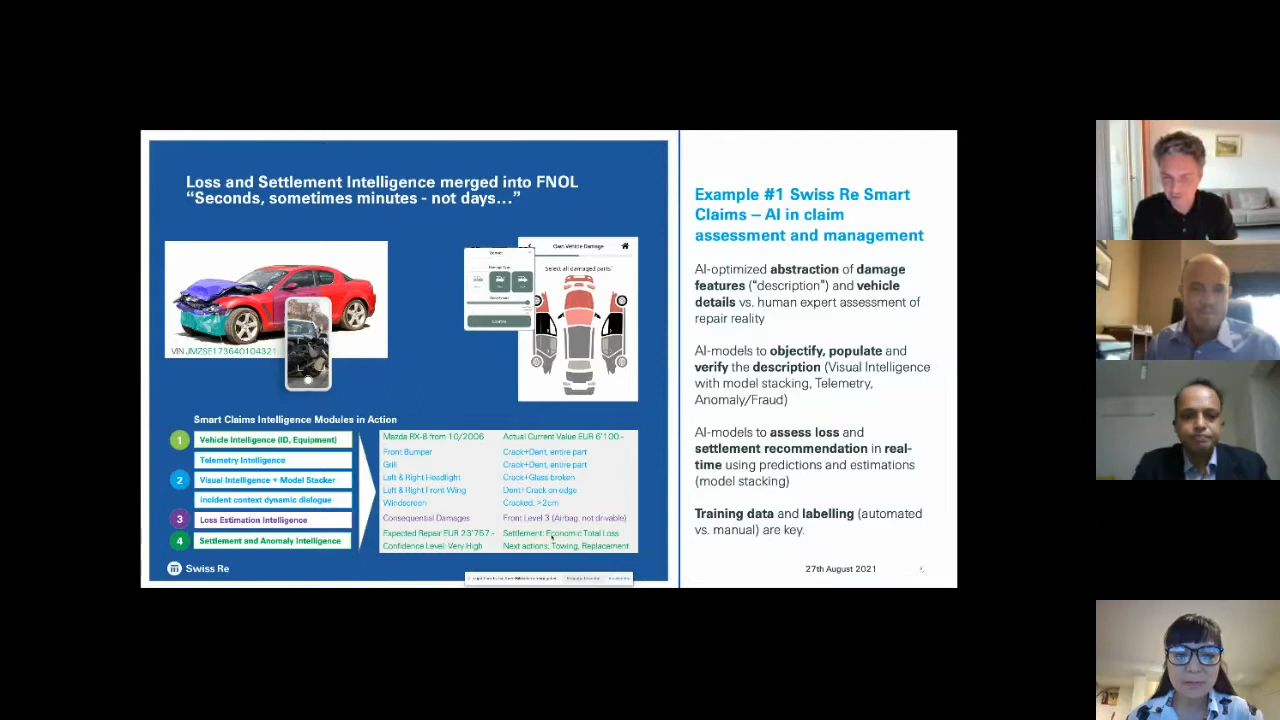 Loss and Settlement Intelligence merged into FNOL
“Seconds, sometimes minutes - not days…”
VIN JMZSE173640104321
Own Vehicle Damage
Select all damaged parts*
Smart Claims Intelligence Modules in Action
1 Vehicle Intelligence (ID, Equipment)
Telemetry Intelligence
2 Visual Intelligence + Model Stacker
Incident context dynamic dialogue
3 Loss Estimation Intelligence
4 Settlement and Anomaly Intelligence
Mazda RX-8 from 10/2006 Actual Current Value EUR 6'100.-
Front Bumper Crack+Dent, entire part
Grill Crack+Dent, entire part
Left & Right Headlight Crack+Glass broken
Left & Right Front Wing Dent+Crack on edge
Windscreen Cracked, >2cm
Consequential Damages Front Level 3 (Airbag, not drivable)
Expected Repair EUR 23'767.- Settlement: Economic Total Loss
Confidence Level: Very High Next actions: Towing, Replacement
Swiss Re
Example #1 Swiss Re Smart
Claims – AI in claim
assessment and management
AI-optimized abstraction of damage
features (“description”) and vehicle
details vs. human expert assessment of
repair reality
AI-models to objectify, populate and
verify the description (Visual Intelligence
with model stacking, Telemetry,
Anomaly/Fraud)
AI-models to assess loss and
settlement recommendation in real-
time using predictions and estimations
(model stacking)
Training data and labelling (automated
vs. manual) are key.
27th August 2021